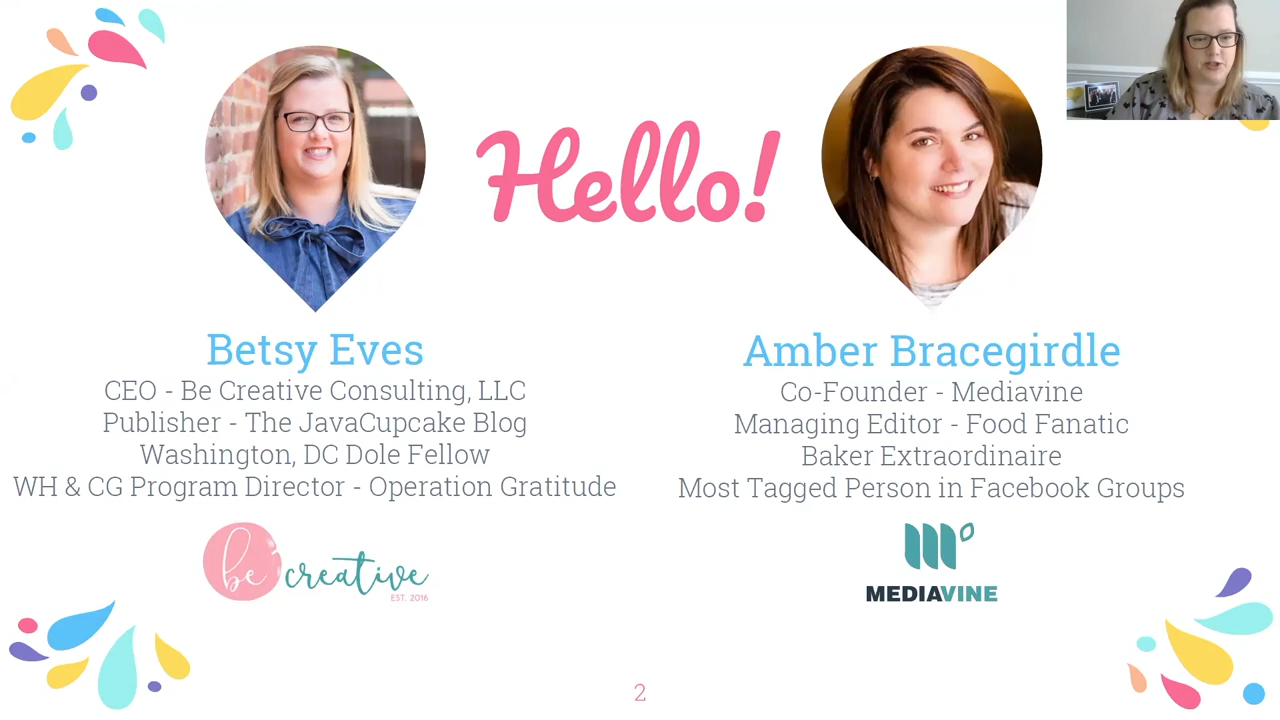 Hello!
Betsy Eves
CEO - Be Creative Consulting, LLC
Publisher - The JavaCupcake Blog
Washington, DC Dole Fellow
WH & CG Program Director - Operation Gratitude
be creative
EST. 2016
Amber Bracegirdle
Co-Founder - Mediavine
Managing Editor - Food Fanatic
Baker Extraordinaire
Most Tagged Person in Facebook Groups
MEDIAVINE
2